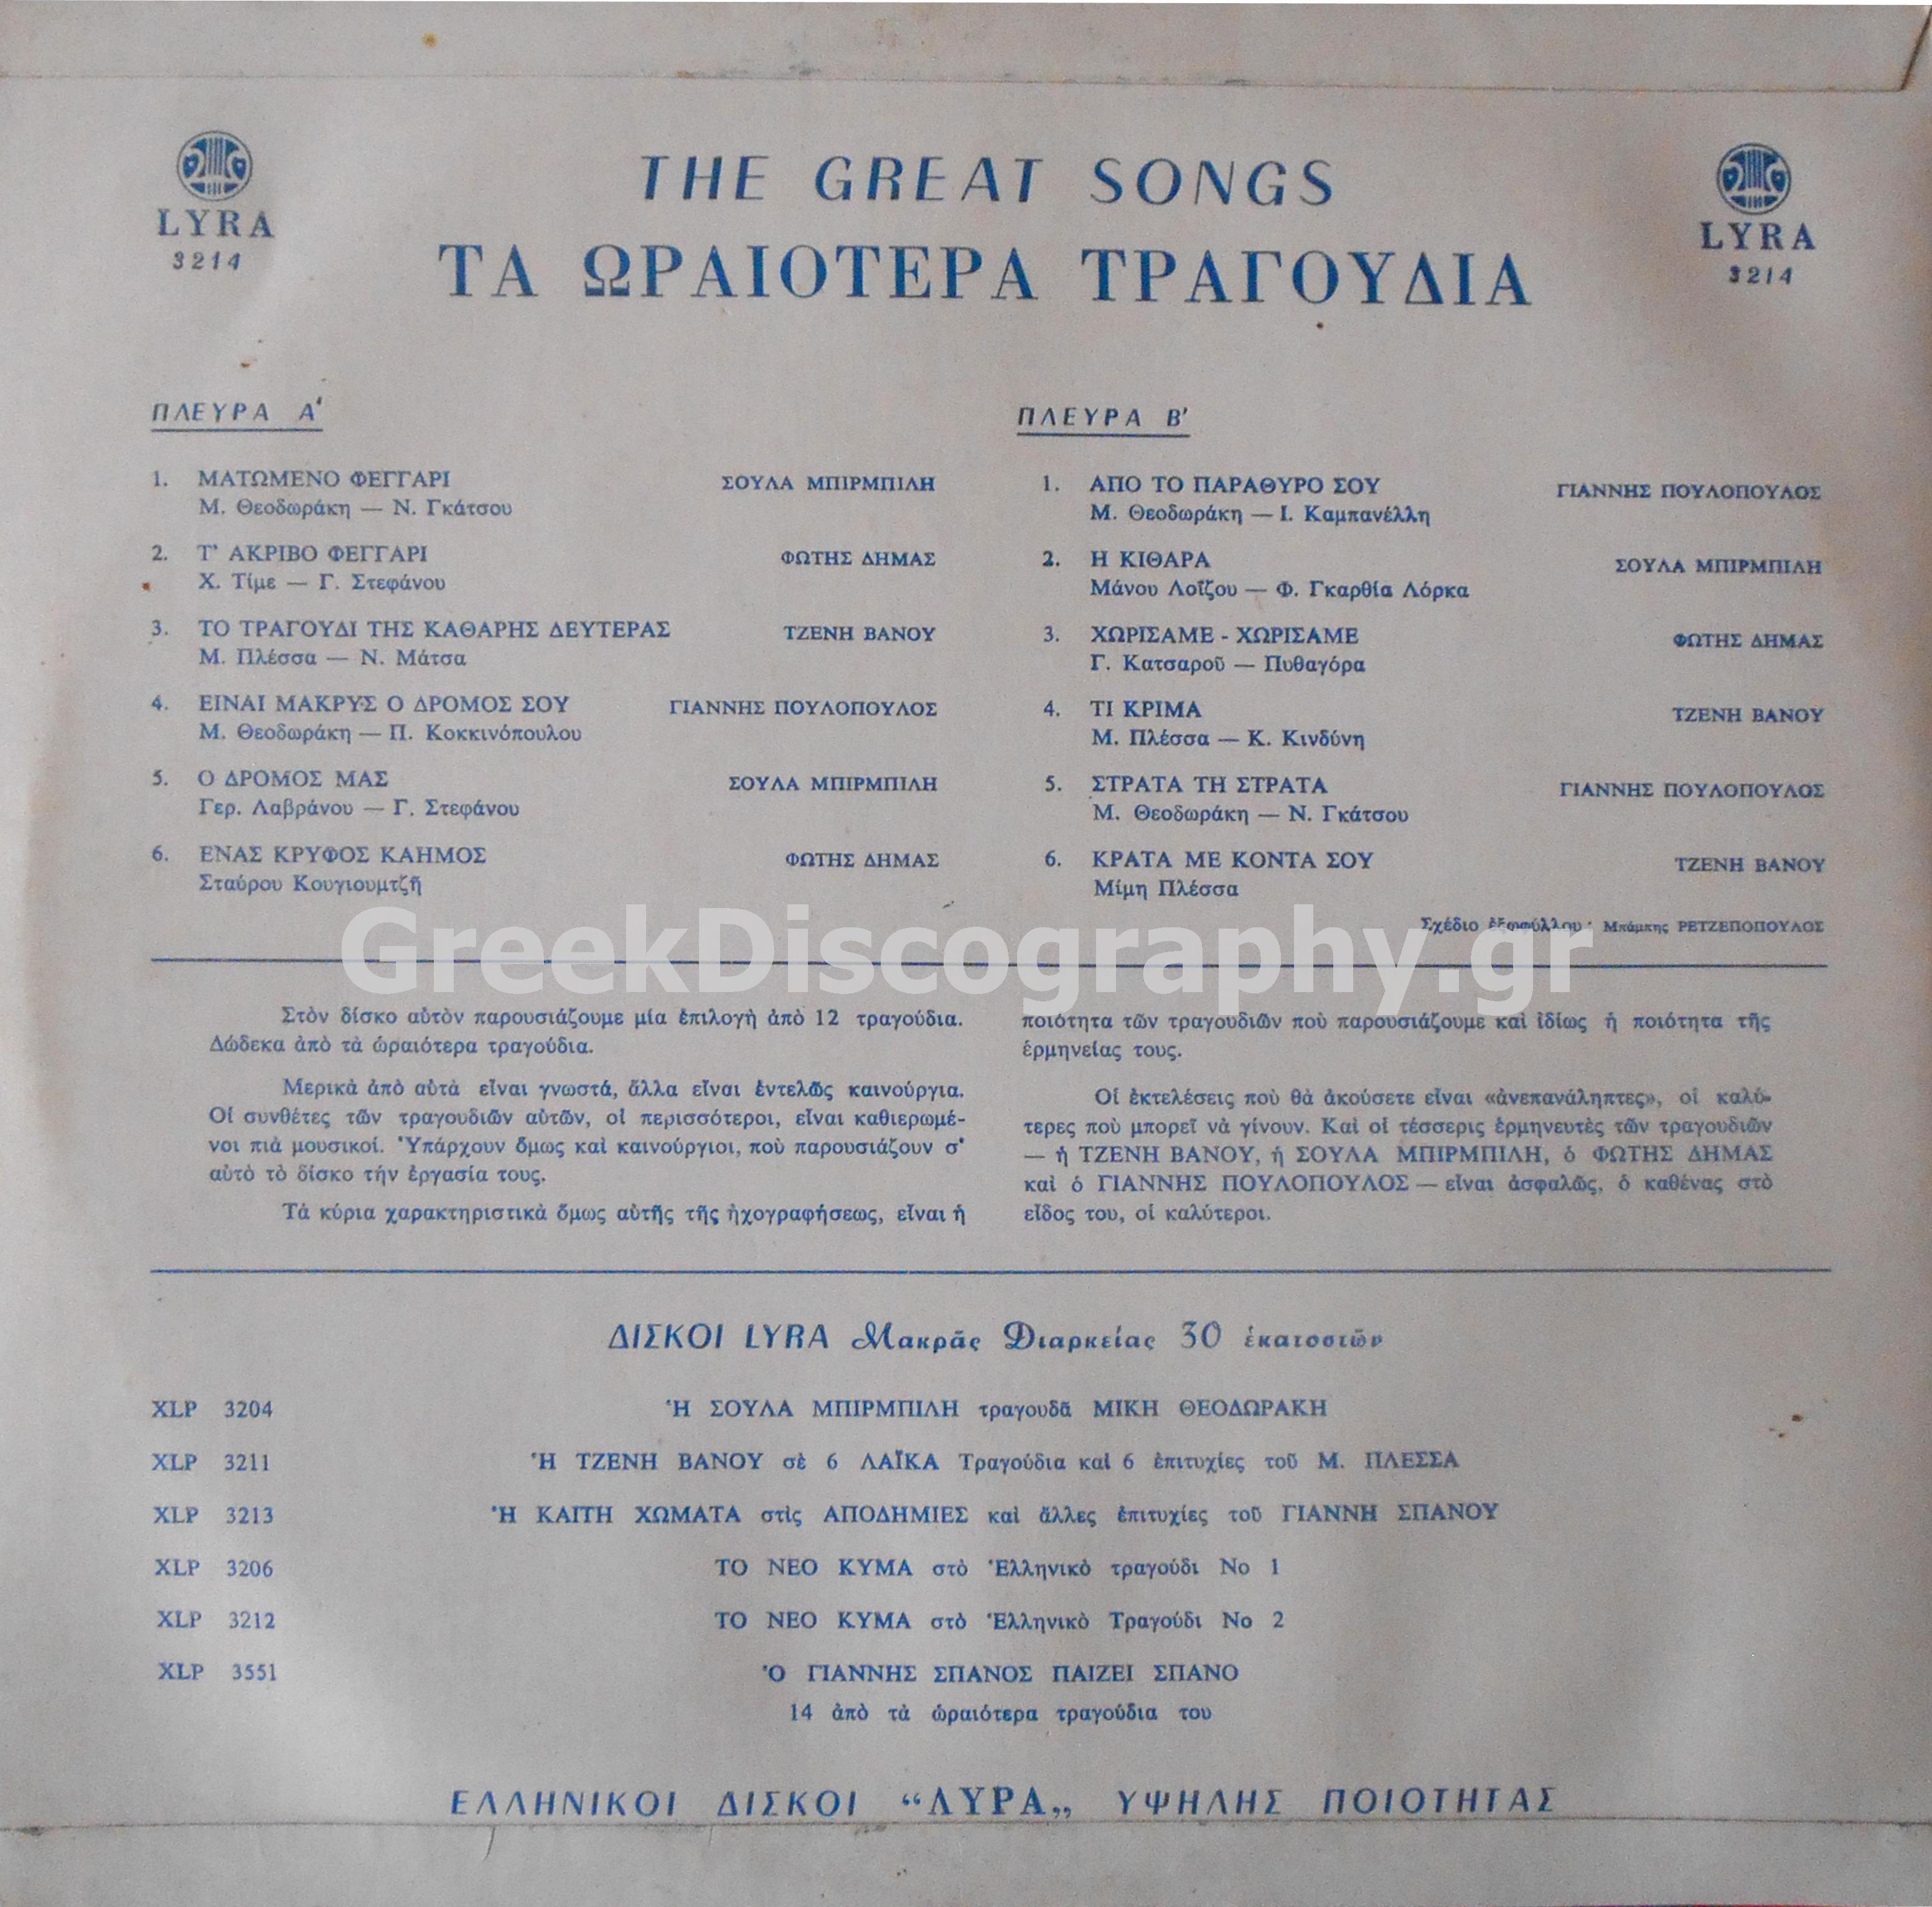 LYRA
3214
THE GREAT SONGS
ΤΑ ΩΡΑΙΟΤΕΡΑ ΤΡΑΓΟΥΔΙΑ
LYRA
3214
ΠΛΕΥΡΑ Α'
1. ΜΑΤΩΜΕΝΟ ΦΕΓΓΑΡΙ ΣΟΥΛΑ ΜΠΙΡΜΠΙΛΗ
Μ. Θεοδωράκη — Ν. Γκάτσου
2. Τ' ΑΚΡΙΒΟ ΦΕΓΓΑΡΙ ΦΩΤΗΣ ΔΗΜΑΣ
Χ. Τίμε — Γ. Στεφάνου
3. ΤΟ ΤΡΑΓΟΥΔΙ ΤΗΣ ΚΑΘΑΡΗΣ ΔΕΥΤΕΡΑΣ ΤΖΕΝΗ ΒΑΝΟΥ
Μ. Πλέσσα — Ν. Μάτσα
4. ΕΙΝΑΙ ΜΑΚΡΥΣ Ο ΔΡΟΜΟΣ ΣΟΥ ΓΙΑΝΝΗΣ ΠΟΥΛΟΠΟΥΛΟΣ
Μ. Θεοδωράκη — Π. Κοκκινόπουλου
5. Ο ΔΡΟΜΟΣ ΜΑΣ ΣΟΥΛΑ ΜΠΙΡΜΠΙΛΗ
Γερ. Λαβράνου — Γ. Στεφάνου
6. ΕΝΑΣ ΚΡΥΦΟΣ ΚΑΗΜΟΣ ΦΩΤΗΣ ΔΗΜΑΣ
Σταύρου Κουγιουμτζῆ
ΠΛΕΥΡΑ Β'
1. ΑΠΟ ΤΟ ΠΑΡΑΘΥΡΟ ΣΟΥ ΓΙΑΝΝΗΣ ΠΟΥΛΟΠΟΥΛΟΣ
Μ. Θεοδωράκη — Ι. Καμπανέλλη
2. Η ΚΙΘΑΡΑ ΣΟΥΛΑ ΜΠΙΡΜΠΙΛΗ
Μάνου Λοΐζου — Φ. Γκαρθία Λόρκα
3. ΧΩΡΙΣΑΜΕ - ΧΩΡΙΣΑΜΕ ΦΩΤΗΣ ΔΗΜΑΣ
Γ. Κατσαροῦ — Πυθαγόρα
4. ΤΙ ΚΡΙΜΑ ΤΖΕΝΗ ΒΑΝΟΥ
Μ. Πλέσσα — Κ. Κινδύνη
5. ΣΤΡΑΤΑ ΤΗ ΣΤΡΑΤΑ ΓΙΑΝΝΗΣ ΠΟΥΛΟΠΟΥΛΟΣ
Μ. Θεοδωράκη — Ν. Γκάτσου
6. ΚΡΑΤΑ ΜΕ ΚΟΝΤΑ ΣΟΥ ΤΖΕΝΗ ΒΑΝΟΥ
Μίμη Πλέσσα
Σχέδιο ἐξωφύλλου : Μπάμπης ΡΕΤΖΕΠΟΠΟΥΛΟΣ
GreekDiscography.gr
Στὸν δίσκο αὐτὸν παρουσιάζουμε μία ἐπιλογὴ ἀπὸ 12 τραγούδια.
Δώδεκα ἀπὸ τὰ ὡραιότερα τραγούδια.
Μερικὰ ἀπὸ αὐτὰ εἶναι γνωστά, ἄλλα εἶναι ἐντελῶς καινούργια.
Οἱ συνθέτες τῶν τραγουδιῶν αὐτῶν, οἱ περισσότεροι, εἶναι καθιερωμέ-
νοι πιὰ μουσικοί. Ὑπάρχουν ὅμως καὶ καινούργιοι, ποὺ παρουσιάζουν σ'
αὐτὸ τὸ δίσκο τὴν ἐργασία τους.
Τὰ κύρια χαρακτηριστικὰ ὅμως αὐτῆς τῆς ἠχογραφήσεως, εἶναι ἡ
ποιότητα τῶν τραγουδιῶν ποὺ παρουσιάζουμε καὶ ἰδίως ἡ ποιότητα τῆς
ἑρμηνείας τους.
Οἱ ἐκτελέσεις ποὺ θὰ ἀκούσετε εἶναι «ἀνεπανάληπτες», οἱ καλύ-
τερες ποὺ μπορεῖ νὰ γίνουν. Καὶ οἱ τέσσερις ἑρμηνευτὲς τῶν τραγουδιῶν
— ἡ ΤΖΕΝΗ ΒΑΝΟΥ, ἡ ΣΟΥΛΑ ΜΠΙΡΜΠΙΛΗ, ὁ ΦΩΤΗΣ ΔΗΜΑΣ
καὶ ὁ ΓΙΑΝΝΗΣ ΠΟΥΛΟΠΟΥΛΟΣ — εἶναι ἀσφαλῶς, ὁ καθένας στὸ
εἶδος του, οἱ καλύτεροι.
ΔΙΣΚΟΙ LYRA Μακρᾶς Διαρκείας 30 ἑκατοστῶν
XLP 3204 Ἡ ΣΟΥΛΑ ΜΠΙΡΜΠΙΛΗ τραγουδᾶ ΜΙΚΗ ΘΕΟΔΩΡΑΚΗ
XLP 3211 Ἡ ΤΖΕΝΗ ΒΑΝΟΥ σὲ 6 ΛΑΪΚΑ Τραγούδια καὶ 6 ἐπιτυχίες τοῦ Μ. ΠΛΕΣΣΑ
XLP 3213 Ἡ ΚΑΙΤΗ ΧΩΜΑΤΑ στὶς ΑΠΟΔΗΜΙΕΣ καὶ ἄλλες ἐπιτυχίες τοῦ ΓΙΑΝΝΗ ΣΠΑΝΟΥ
XLP 3206 ΤΟ ΝΕΟ ΚΥΜΑ στὸ Ἑλληνικὸ τραγούδι Νο 1
XLP 3212 ΤΟ ΝΕΟ ΚΥΜΑ στὸ Ἑλληνικὸ Τραγούδι Νο 2
XLP 3551 Ὁ ΓΙΑΝΝΗΣ ΣΠΑΝΟΣ ΠΑΙΖΕΙ ΣΠΑΝΟ
14 ἀπὸ τὰ ὡραιότερα τραγούδια του
ΕΛΛΗΝΙΚΟΙ ΔΙΣΚΟΙ “ΛΥΡΑ„ ΥΨΗΛΗΣ ΠΟΙΟΤΗΤΑΣ